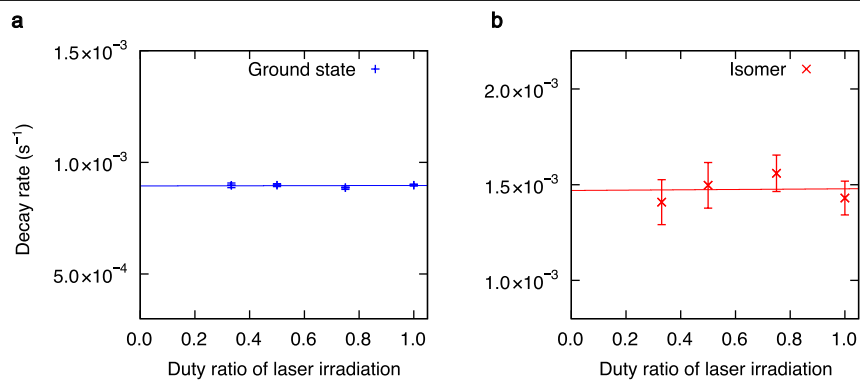 a
b
1.5×10⁻³
1.0×10⁻³
5.0×10⁻⁴
Decay rate (s⁻¹)
Ground state
0.0 0.2 0.4 0.6 0.8 1.0
Duty ratio of laser irradiation
2.0×10⁻³
1.5×10⁻³
1.0×10⁻³
Isomer
0.0 0.2 0.4 0.6 0.8 1.0
Duty ratio of laser irradiation